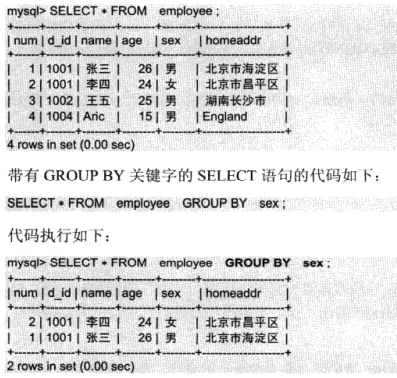 mysql> SELECT * FROM employee ;
+-----+------+------+------+------+--------------+
| num | d_id | name | age | sex | homeaddr |
+-----+------+------+------+------+--------------+
| 1 | 1001 | 张三 | 26 | 男 | 北京市海淀区 |
| 2 | 1001 | 李四 | 24 | 女 | 北京市昌平区 |
| 3 | 1002 | 王五 | 25 | 男 | 湖南长沙市 |
| 4 | 1004 | Aric | 15 | 男 | England |
+-----+------+------+------+------+--------------+
4 rows in set (0.00 sec)
带有 GROUP BY 关键字的 SELECT 语句的代码如下：
SELECT * FROM employee GROUP BY sex ;
代码执行如下：
mysql> SELECT * FROM employee GROUP BY sex ;
+-----+------+------+------+------+--------------+
| num | d_id | name | age | sex | homeaddr |
+-----+------+------+------+------+--------------+
| 2 | 1001 | 李四 | 24 | 女 | 北京市昌平区 |
| 1 | 1001 | 张三 | 26 | 男 | 北京市海淀区 |
+-----+------+------+------+------+--------------+
2 rows in set (0.00 sec)